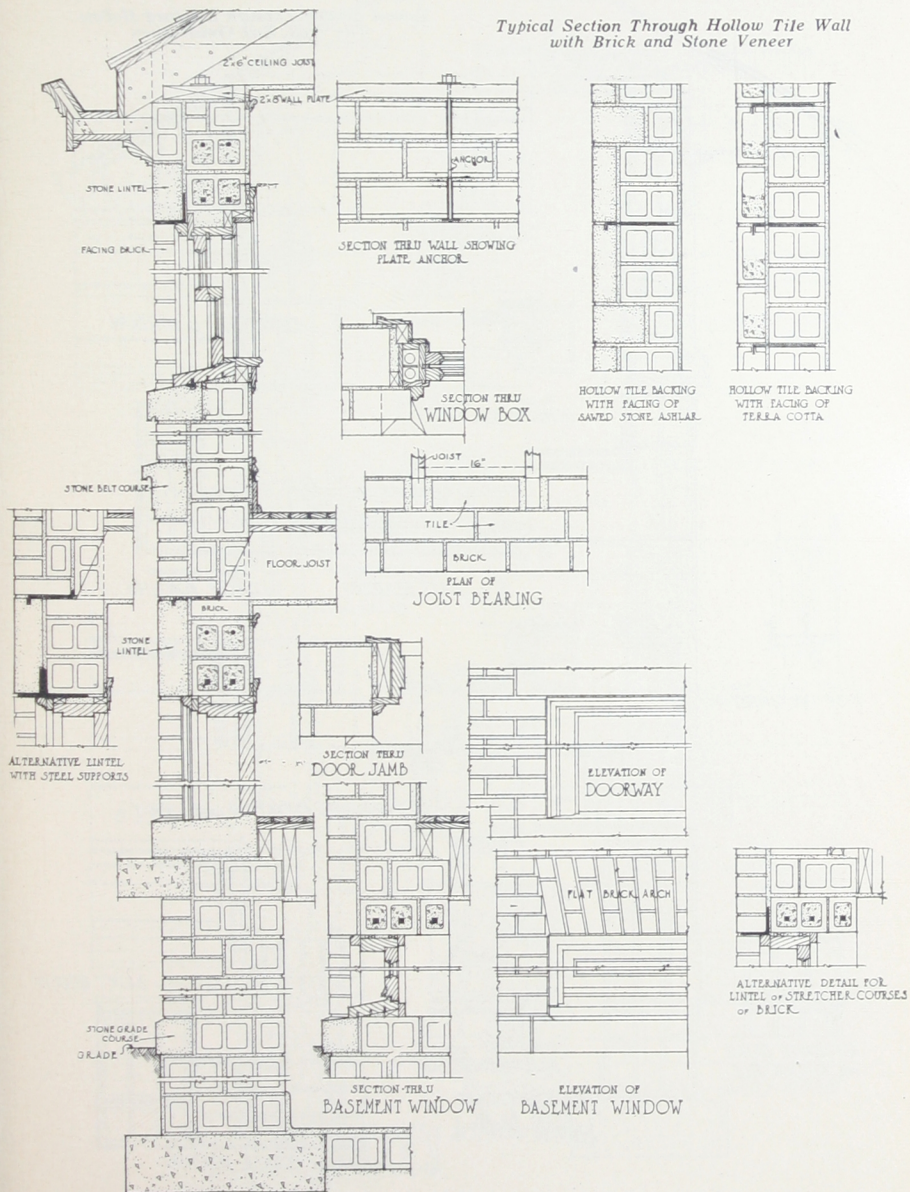 Typical Section Through Hollow Tile Wall
with Brick and Stone Veneer
2"x6" CEILING JOIST
2"x8" WALL PLATE
STONE LINTEL
FACING BRICK
ANCHOR
SECTION THRU WALL SHOWING
PLATE ANCHOR
HOLLOW TILE BACKING
WITH FACING OF
SAWED STONE ASHLAR
HOLLOW TILE BACKING
WITH FACING OF
TERRA COTTA
SECTION THRU
WINDOW BOX
STONE BELT COURSE
JOIST
16"
TILE
BRICK
PLAN OF
JOIST BEARING
FLOOR JOIST
BRICK
STONE
LINTEL
ALTERNATIVE LINTEL
WITH STEEL SUPPORTS
SECTION THRU
DOOR JAMB
ELEVATION OF
DOORWAY
FLAT BRICK ARCH
ALTERNATIVE DETAIL FOR
LINTEL OF STRETCHER COURSES
OF BRICK
STONE GRADE
COURSE
GRADE
SECTION-THRU
BASEMENT WINDOW
ELEVATION OF
BASEMENT WINDOW